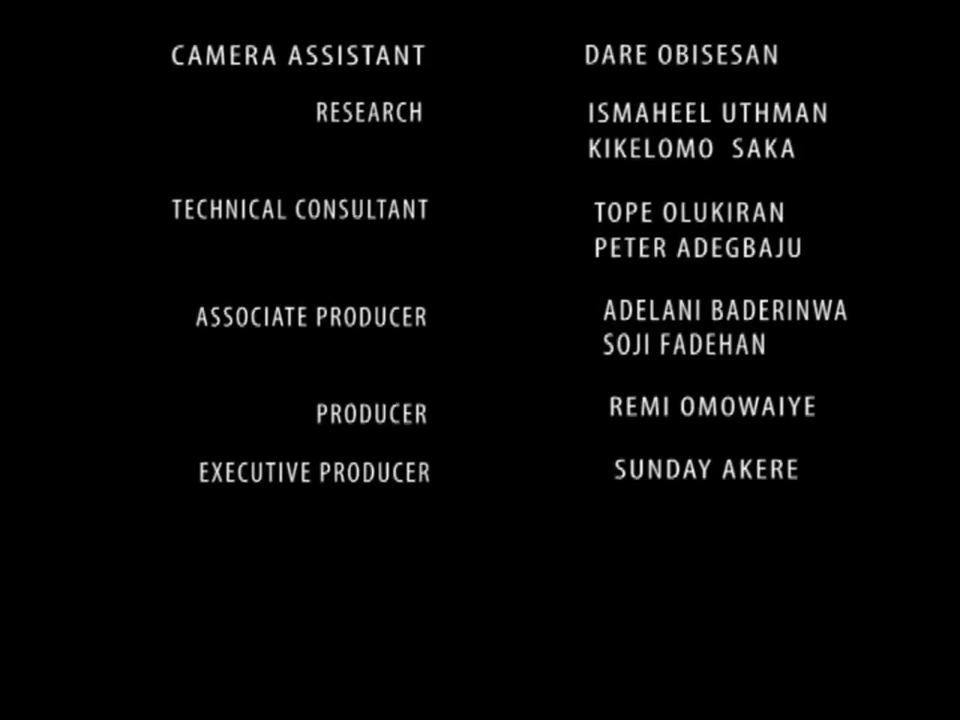 CAMERA ASSISTANT DARE OBISESAN
RESEARCH ISMAHEEL UTHMAN
KIKELOMO SAKA
TECHNICAL CONSULTANT TOPE OLUKIRAN
PETER ADEGBAJU
ASSOCIATE PRODUCER ADELANI BADERINWA
SOJI FADEHAN
PRODUCER REMI OMOWAIYE
EXECUTIVE PRODUCER SUNDAY AKERE